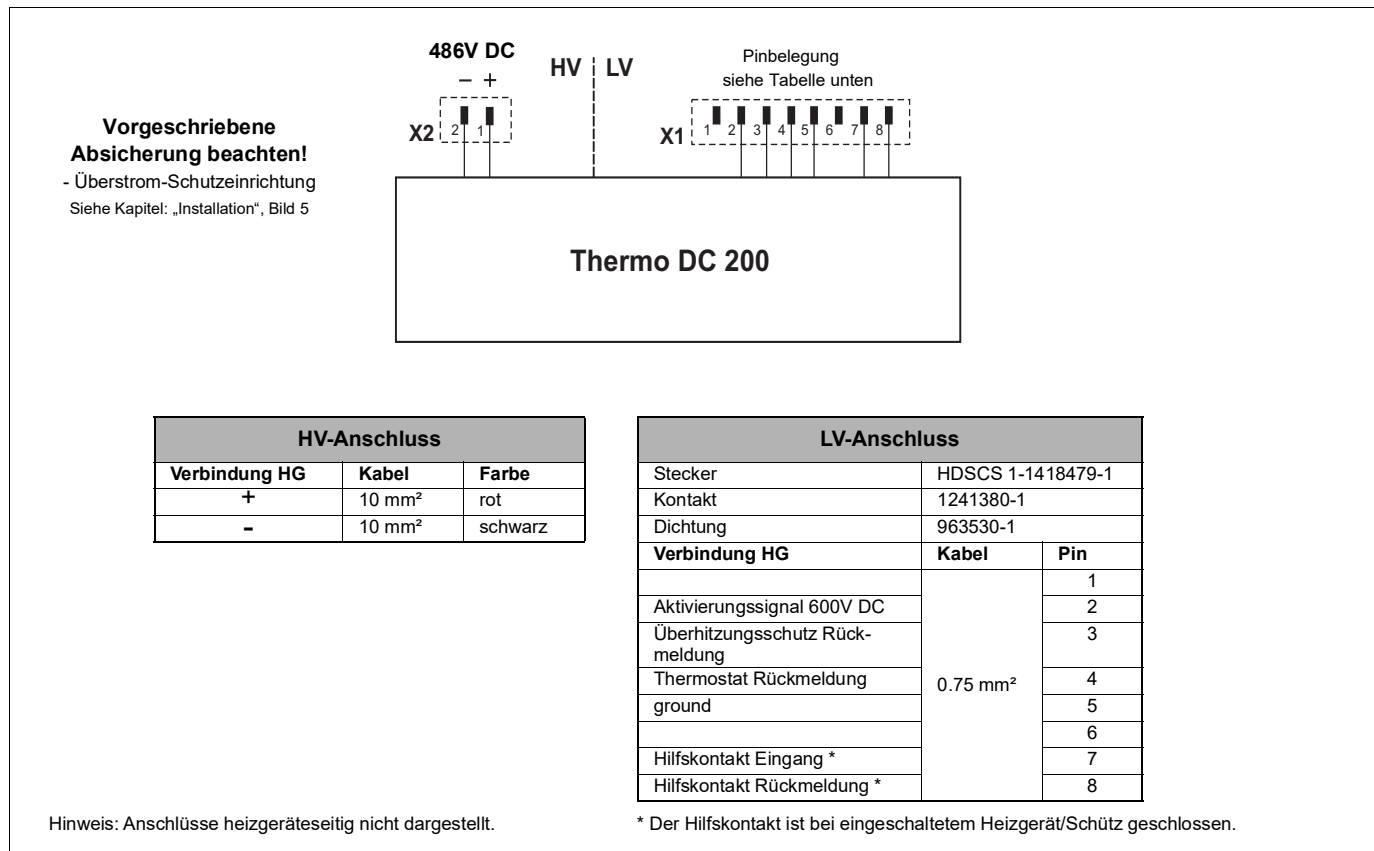 486V DC
– +
HV
LV
Pinbelegung
siehe Tabelle unten
Vorgeschriebene
Absicherung beachten!
- Überstrom-Schutzeinrichtung
Siehe Kapitel: „Installation“, Bild 5
X2
2 1
X1
1 2 3 4 5 6 7 8
Thermo DC 200
HV-Anschluss
Verbindung HG Kabel Farbe
+ 10 mm² rot
- 10 mm² schwarz
LV-Anschluss
Stecker HDSCS 1-1418479-1
Kontakt 1241380-1
Dichtung 963530-1
Verbindung HG Kabel Pin
1
Aktivierungssignal 600V DC 2
Überhitzungsschutz Rück-
meldung 3
Thermostat Rückmeldung 0.75 mm² 4
ground 5
6
Hilfskontakt Eingang * 7
Hilfskontakt Rückmeldung * 8
Hinweis: Anschlüsse heizgeräteseitig nicht dargestellt.
* Der Hilfskontakt ist bei eingeschaltetem Heizgerät/Schütz geschlossen.